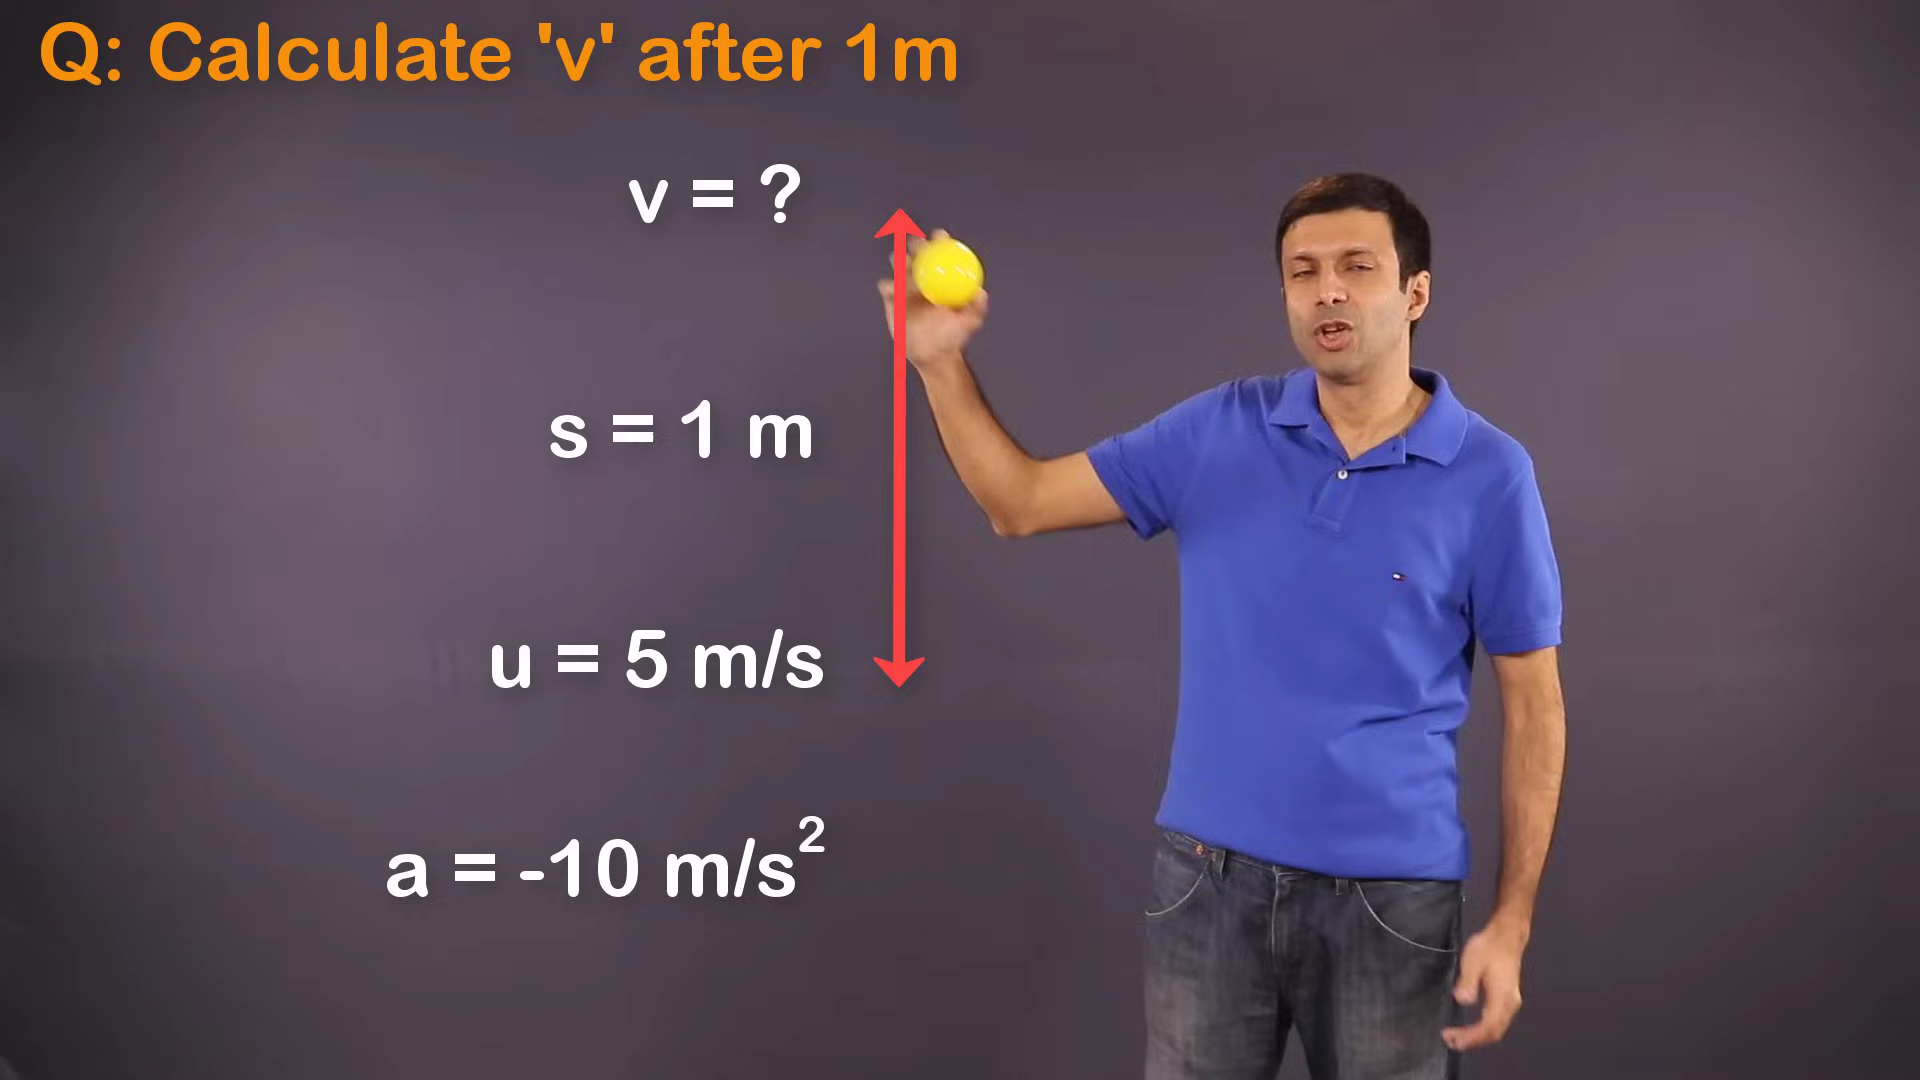 Q: Calculate 'v' after 1m
v = ?
s = 1 m
u = 5 m/s
a = -10 m/s²